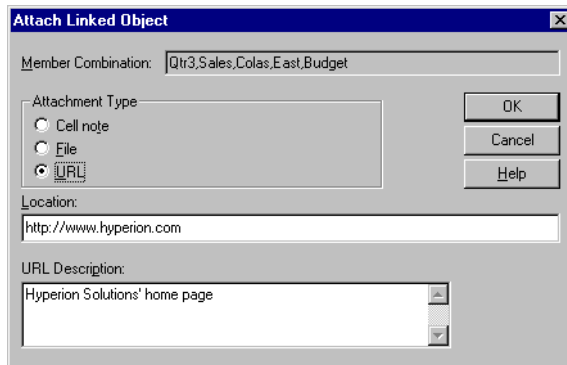 Attach Linked Object
Member Combination: Qtr3,Sales,Colas,East,Budget
Attachment Type
Cell note
File
URL
OK
Cancel
Help
Location:
http://www.hyperion.com
URL Description:
Hyperion Solutions' home page